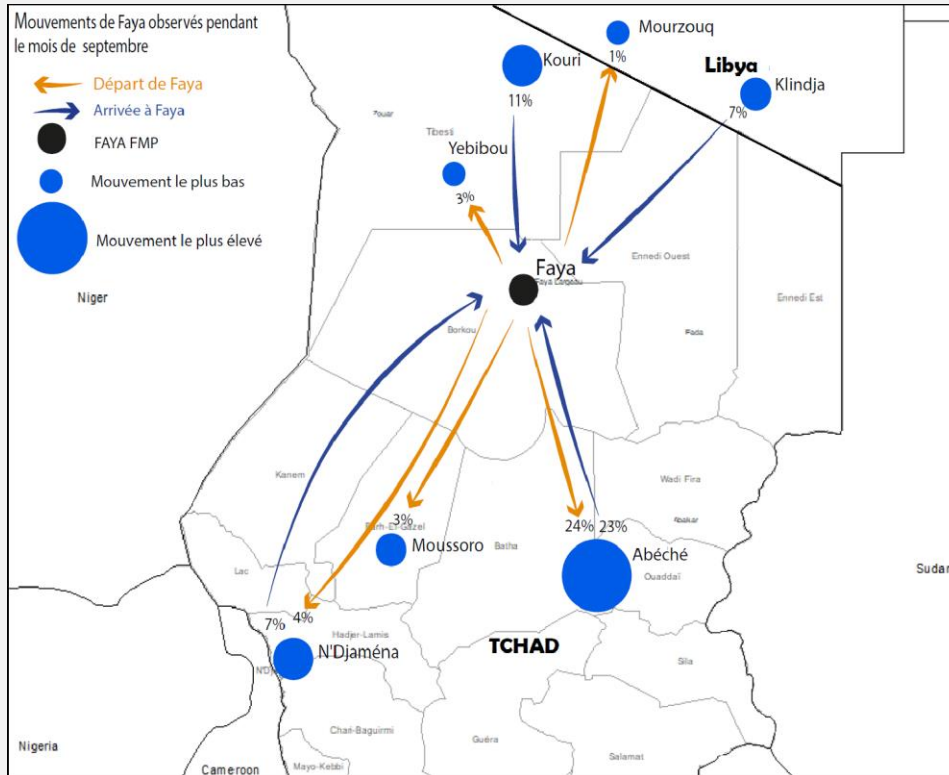 Mouvements de Faya observés pendant
le mois de septembre
Départ de Faya
Arrivée à Faya
FAYA FMP
Mouvement le plus bas
Mouvement le plus élevé
Mourzouq
1%
Kouri
11%
Libya
Klindja
7%
Tibesti
Yebibou
3%
Faya
Faya Largeau
Ennedi Ouest
Ennedi Est
Niger
Borkou
Fada
Kanem
Wadi Fira
3%
Barh-El-Gazel
Moussoro
Batha
24% 23%
Abéché
Ouaddaï
Lac
Sudan
7% 4%
Hadjer-Lamis
N'Djaména
TCHAD
Sila
Chari-Baguirmi
Guéra
Salamat
Nigeria
Cameroon
Mayo-Kebbi